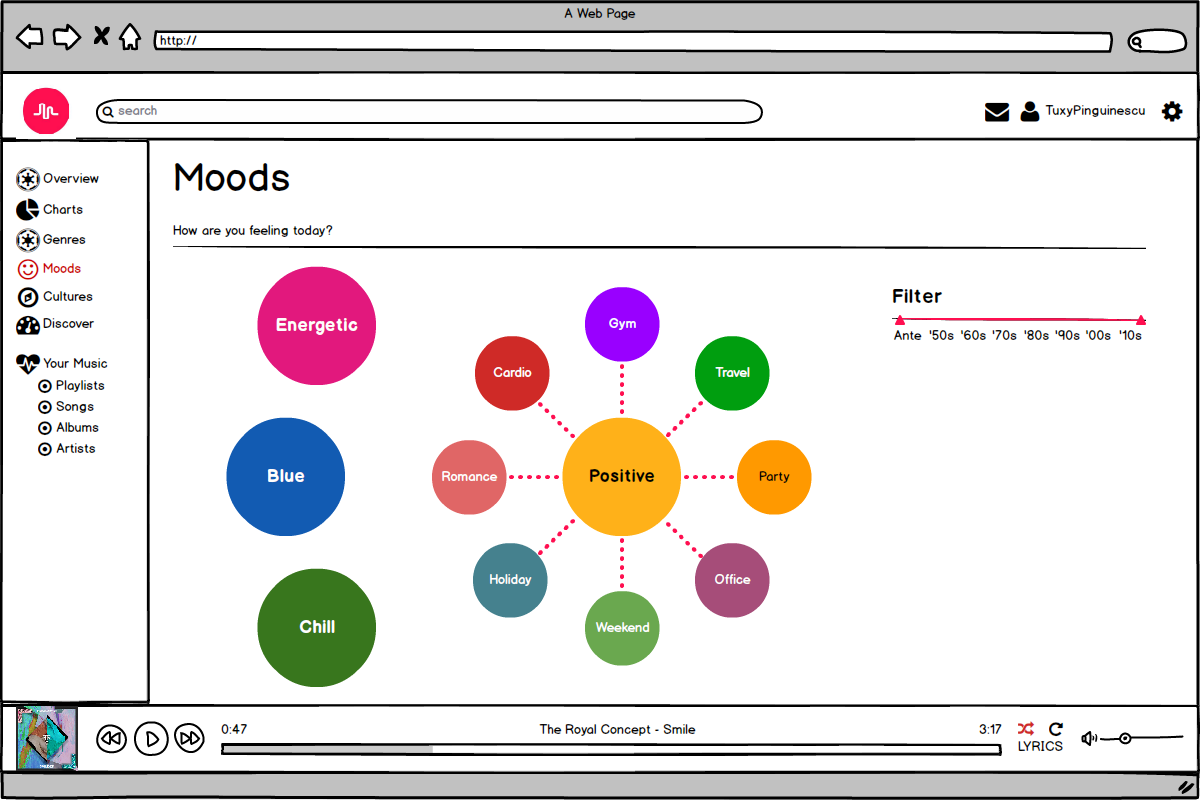 A Web Page
http://
search
TuxyPinguinescu
Overview
Charts
Genres
Moods
Cultures
Discover
Your Music
Playlists
Songs
Albums
Artists
Moods
How are you feeling today?
Energetic
Blue
Chill
Gym
Cardio
Travel
Romance
Positive
Party
Holiday
Office
Weekend
Filter
Ante '50s '60s '70s '80s '90s '00s '10s
0:47
The Royal Concept - Smile
3:17
LYRICS